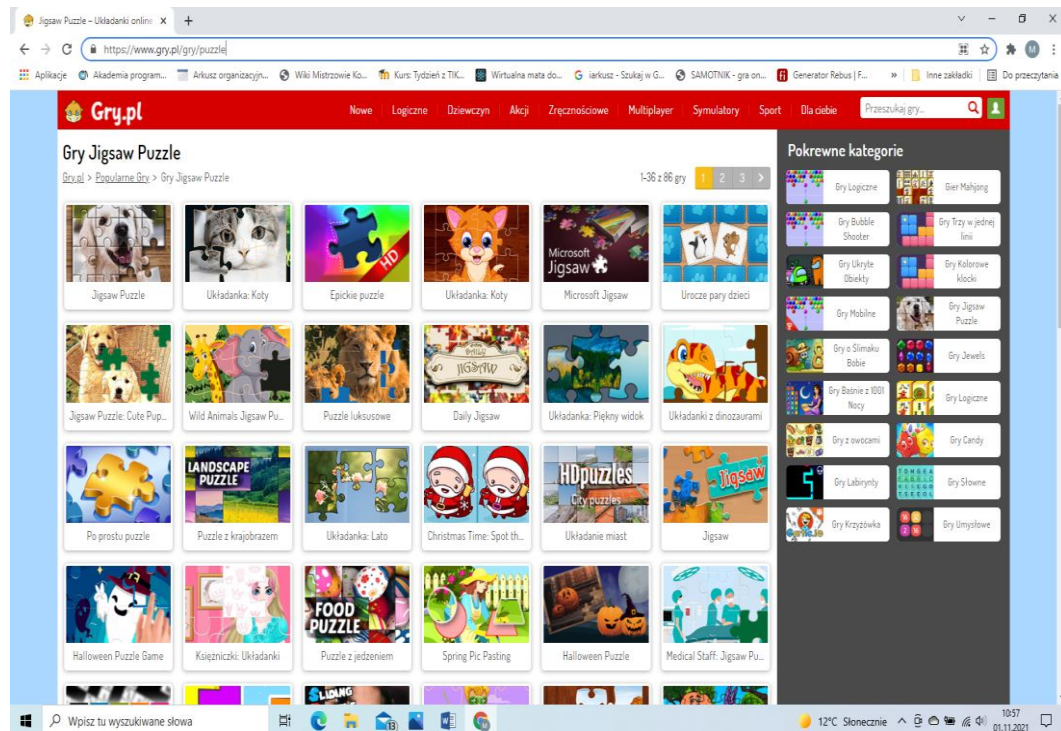 Jigsaw Puzzle – Układanki online
https://www.gry.pl/gry/puzzle
Aplikacje
Akademia program...
Arkusz organizacyjn...
Wiki Mistrzowie Ko...
Kurs: Tydzień z TIK...
Wirtualna mata do...
iarkusz - Szukaj w G...
SAMOTNIK - gra on...
Generator Rebus | F...
»
Inne zakładki
Do przeczytania
Gry.pl
Nowe
Logiczne
Dziewczyn
Akcji
Zręcznościowe
Multiplayer
Symulatory
Sport
Dla ciebie
Przeszukaj gry...
Gry Jigsaw Puzzle
Gry.pl > Popularne Gry > Gry Jigsaw Puzzle
1-36 z 86 gry
1 2 3 >
HD
Microsoft
Jigsaw
Jigsaw Puzzle
Układanka: Koty
Epickie puzzle
Układanka: Koty
Microsoft Jigsaw
Urocze pary dzieci
DAILY
JIGSAW
Jigsaw Puzzle: Cute Pup...
Wild Animals Jigsaw Pu...
Puzzle luksusowe
Daily Jigsaw
Układanka: Piękny widok
Układanki z dinozaurami
LANDSCAPE
PUZZLE
HDpuzzles
City puzzles
Jigsaw
Po prostu puzzle
Puzzle z krajobrazem
Układanka: Lato
Christmas Time: Spot th...
Układanie miast
Jigsaw
FOOD
PUZZLE
Halloween Puzzle Game
Księżniczki: Układanki
Puzzle z jedzeniem
Spring Pic Pasting
Halloween Puzzle
Medical Staff: Jigsaw Pu...
SLIDING
Pokrewne kategorie
Gry Logiczne
Gier Mahjong
Gry Bubble
Shooter
Gry Trzy w jednej
linii
Gry Ukryte
Obiekty
Gry Kolorowe
klocki
Gry Mobilne
Gry Jigsaw
Puzzle
Gry o Ślimaku
Bobie
Gry Jewels
Gry Baśnie z 1001
Nocy
Gry Logiczne
Gry z owocami
Gry Candy
Gry Labirynty
Gry Słowne
Gry Krzyżówka
Gry Umysłowe
Wpisz tu wyszukiwane słowa
12°C Słonecznie
10:57
01.11.2021